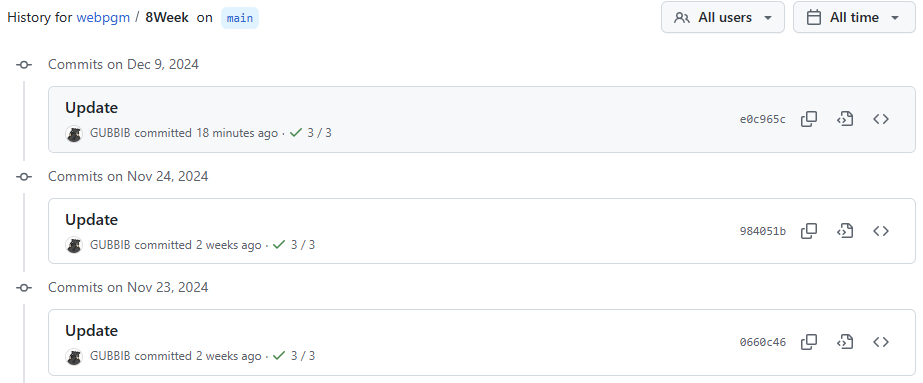 History for webpgm / 8Week on main
All users
All time
Commits on Dec 9, 2024
Update
GUBBIB committed 18 minutes ago · 3 / 3
e0c965c
Commits on Nov 24, 2024
Update
GUBBIB committed 2 weeks ago · 3 / 3
984051b
Commits on Nov 23, 2024
Update
GUBBIB committed 2 weeks ago · 3 / 3
0660c46